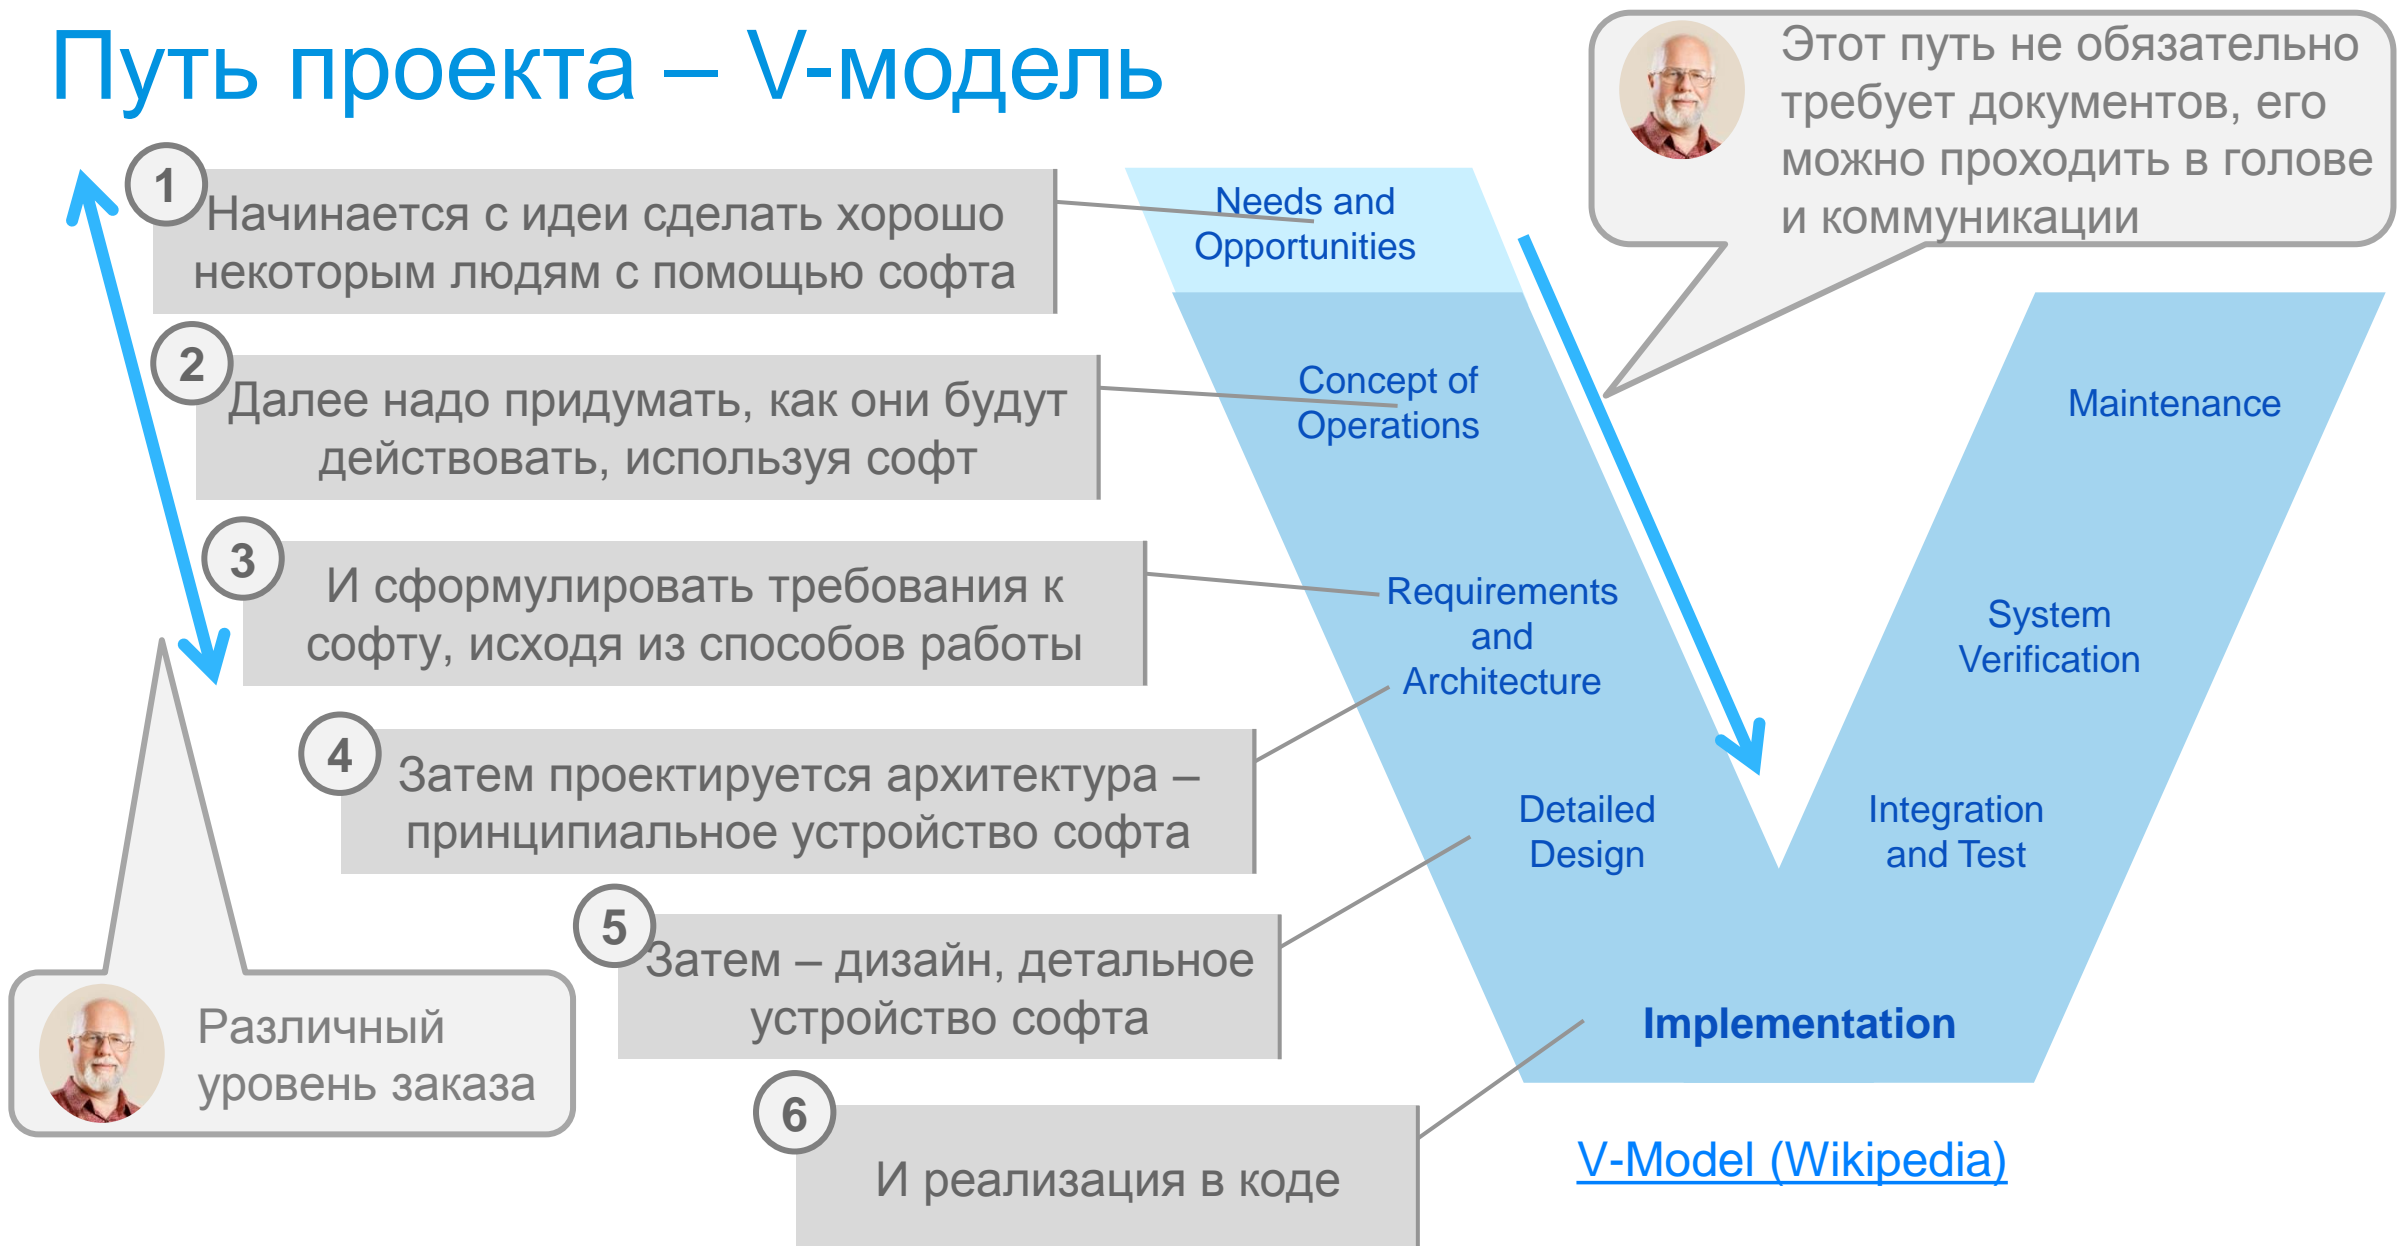 Путь проекта – V-модель
Этот путь не обязательно
требует документов, его
можно проходить в голове
и коммуникации
1
Начинается с идеи сделать хорошо
некоторым людям с помощью софта
2
Далее надо придумать, как они будут
действовать, используя софт
3
И сформулировать требования к
софту, исходя из способов работы
4
Затем проектируется архитектура –
принципиальное устройство софта
5
Затем – дизайн, детальное
устройство софта
6
И реализация в коде
Различный
уровень заказа
Needs and
Opportunities
Concept of
Operations
Requirements
and
Architecture
Detailed
Design
Implementation
Integration
and Test
System
Verification
Maintenance
V-Model (Wikipedia)